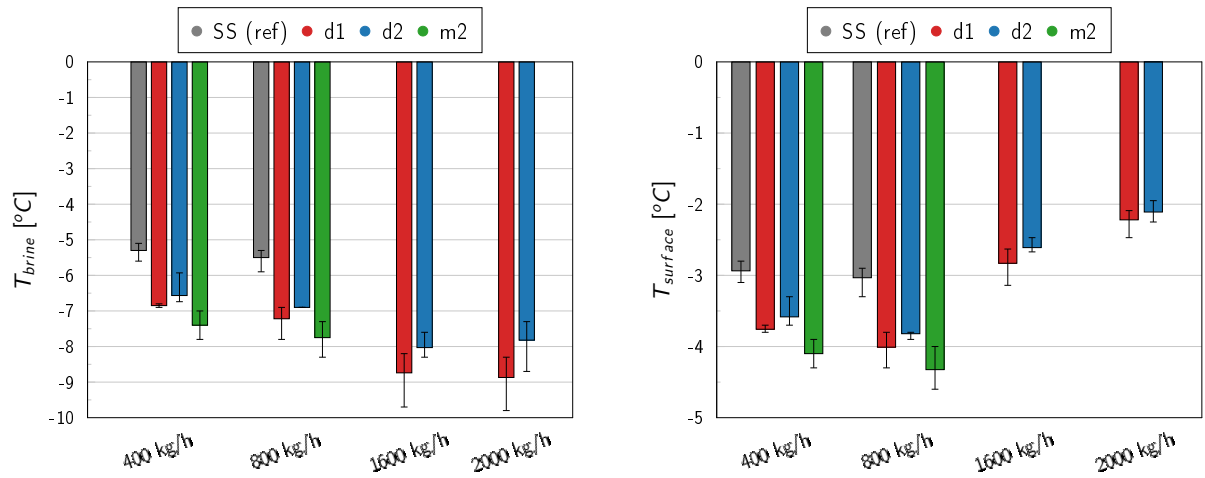 SS (ref) d1 d2 m2
0
-1
-2
-3
-4
-5
-6
-7
-8
-9
-10
T_brine [°C]
400 kg/h 800 kg/h 1600 kg/h 2000 kg/h
SS (ref) d1 d2 m2
0
-1
-2
-3
-4
-5
T_surface [°C]
400 kg/h 800 kg/h 1600 kg/h 2000 kg/h